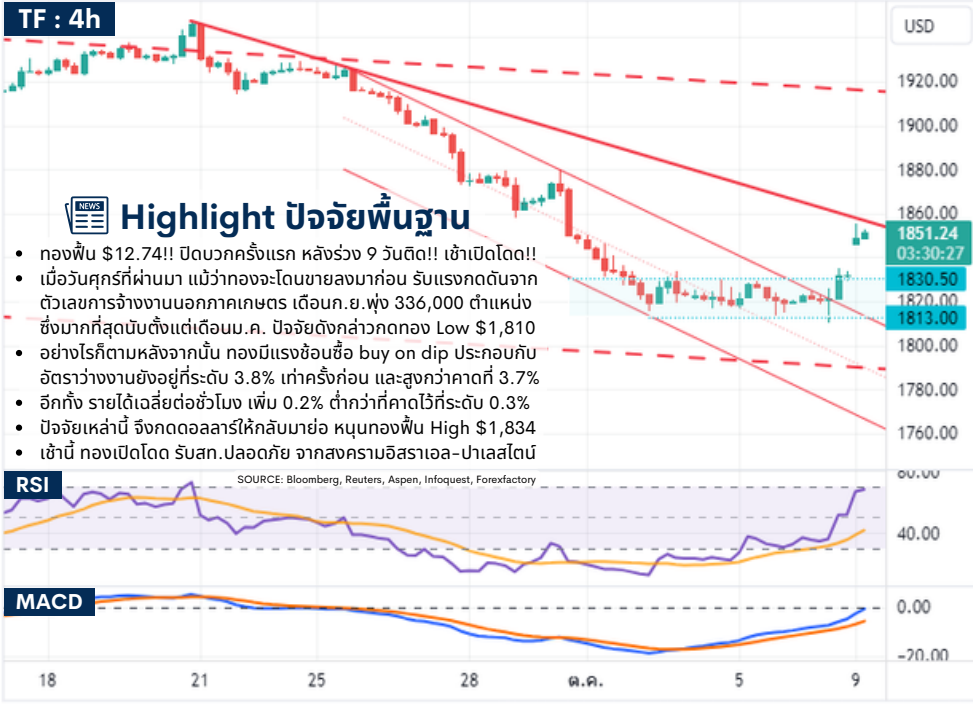 TF : 4h
USD
1920.00
1900.00
1880.00
1860.00
1851.24
03:30:27
1830.50
1820.00
1813.00
1800.00
1780.00
1760.00
NEWS
Highlight ปัจจัยพื้นฐาน
• ทองฟื้น $12.74!! ปิดบวกครั้งแรก หลังร่วง 9 วันติด!! เช้าเปิดโดด!!
• เมื่อวันศุกร์ที่ผ่านมา แม้ว่าทองจะโดนขายลงมาก่อน รับแรงกดดันจาก
ตัวเลขการจ้างงานนอกภาคเกษตร เดือนก.ย.พุ่ง 336,000 ตำแหน่ง
ซึ่งมากที่สุดนับตั้งแต่เดือนม.ค. ปัจจัยดังกล่าวกดทอง Low $1,810
• อย่างไรก็ตามหลังจากนั้น ทองมีแรงช้อนซื้อ buy on dip ประกอบกับ
อัตราว่างงานยังอยู่ที่ระดับ 3.8% เท่าครั้งก่อน และสูงกว่าคาดที่ 3.7%
• อีกทั้ง รายได้เฉลี่ยต่อชั่วโมง เพิ่ม 0.2% ต่ำกว่าที่คาดไว้ที่ระดับ 0.3%
• ปัจจัยเหล่านี้ จึงกดดอลลาร์ให้กลับมาย่อ หนุนทองฟื้น High $1,834
• เช้านี้ ทองเปิดโดด รับสท.ปลอดภัย จากสงครามอิสราเอล-ปาเลสไตน์
SOURCE: Bloomberg, Reuters, Aspen, Infoquest, Forexfactory
RSI
80.00
40.00
MACD
0.00
-20.00
18 21 25 28 ต.ค. 5 9